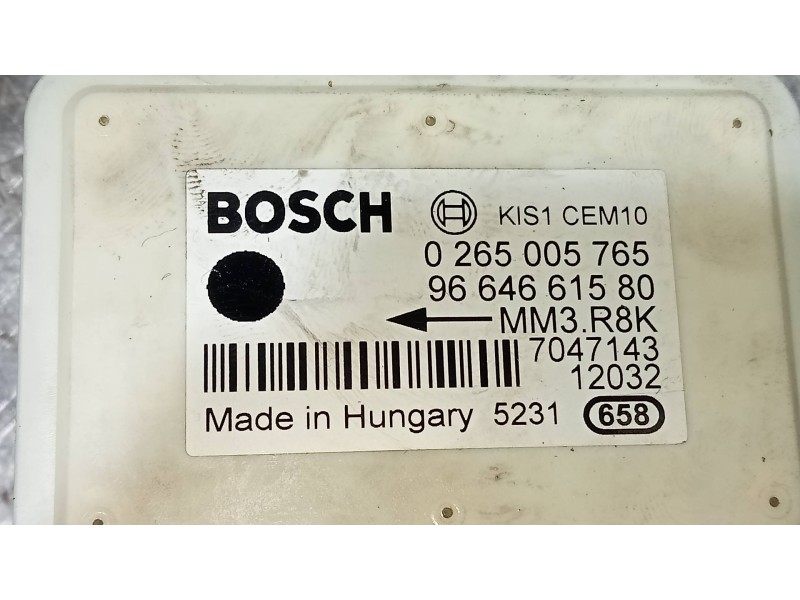 BOSCH KIS1 CEM10
0 265 005 765
96 646 615 80
MM3.R8K
7047143
12032
Made in Hungary 5231 658